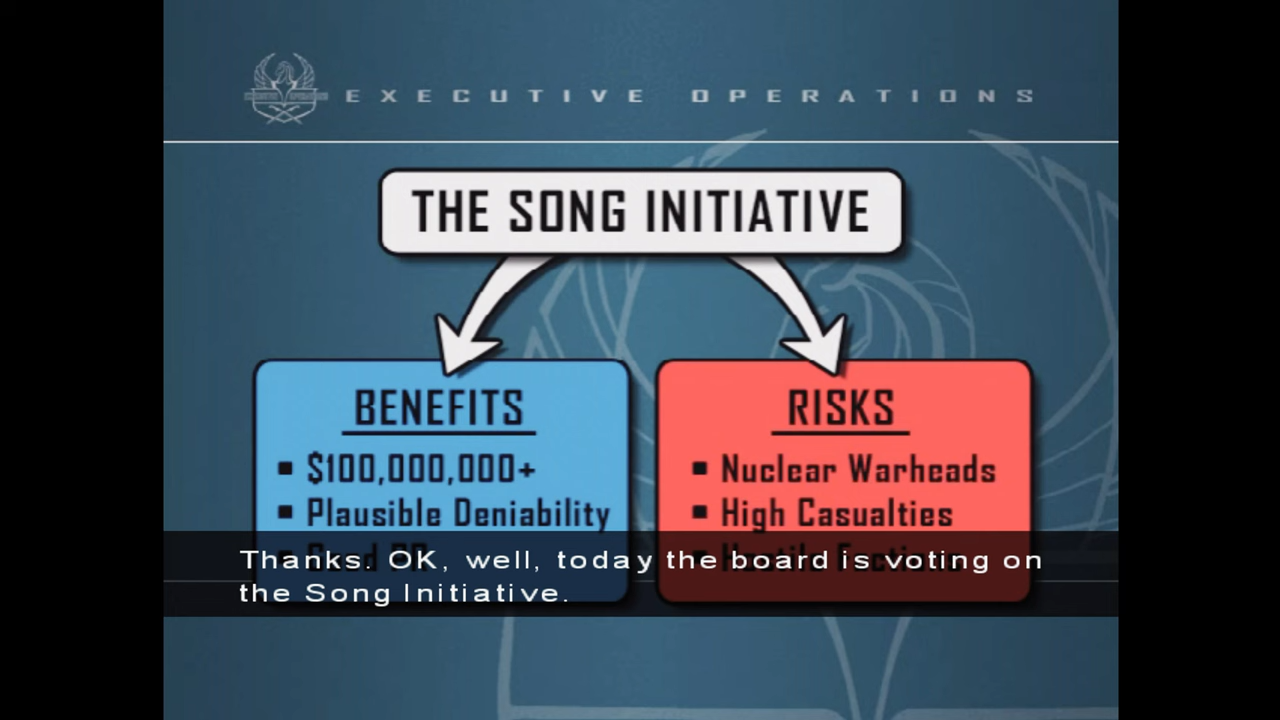 EXECUTIVE OPERATIONS
THE SONG INITIATIVE
BENEFITS
▪ $100,000,000+
▪ Plausible Deniability
RISKS
▪ Nuclear Warheads
▪ High Casualties
Thanks. OK, well, today the board is voting on
the Song Initiative.